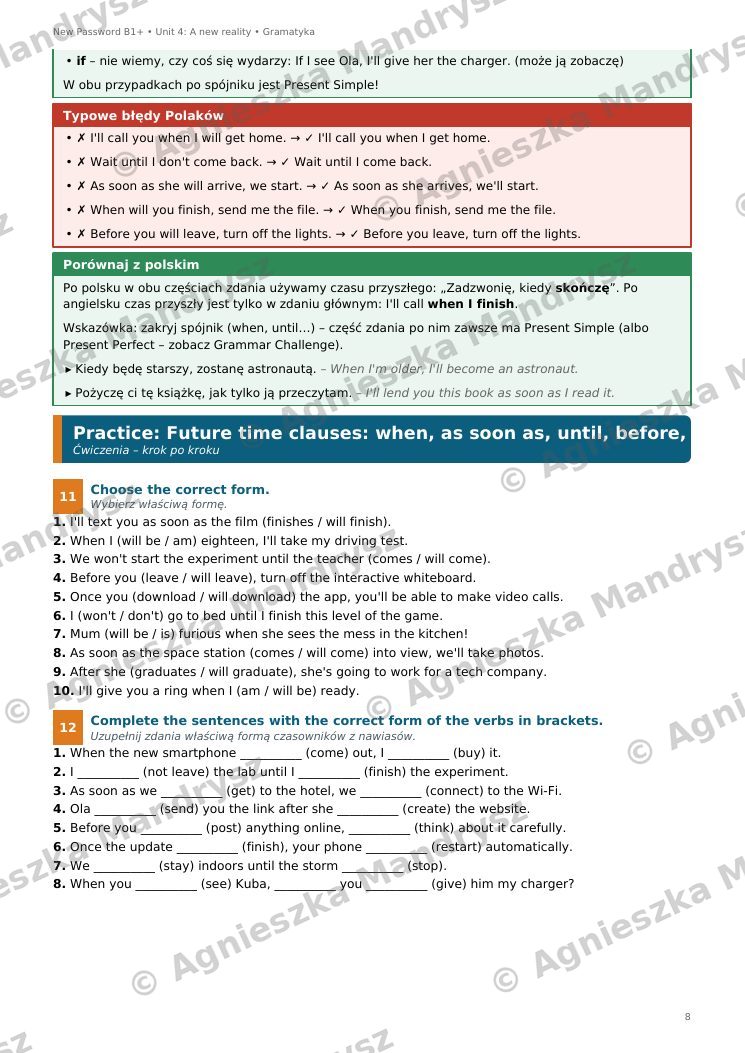 New Password B1+ • Unit 4: A new reality • Gramatyka
• if – nie wiemy, czy coś się wydarzy: If I see Ola, I'll give her the charger. (może ją zobaczę)
W obu przypadkach po spójniku jest Present Simple!
Typowe błędy Polaków
• ✗ I'll call you when I will get home. → ✓ I'll call you when I get home.
• ✗ Wait until I don't come back. → ✓ Wait until I come back.
• ✗ As soon as she will arrive, we start. → ✓ As soon as she arrives, we'll start.
• ✗ When will you finish, send me the file. → ✓ When you finish, send me the file.
• ✗ Before you will leave, turn off the lights. → ✓ Before you leave, turn off the lights.
Porównaj z polskim
Po polsku w obu częściach zdania używamy czasu przyszłego: „Zadzwonię, kiedy skończę”. Po
angielsku czas przyszły jest tylko w zdaniu głównym: I'll call when I finish.
Wskazówka: zakryj spójnik (when, until…) – część zdania po nim zawsze ma Present Simple (albo
Present Perfect – zobacz Grammar Challenge).
▸ Kiedy będę starszy, zostanę astronautą. – When I'm older, I'll become an astronaut.
▸ Pożyczę ci tę książkę, jak tylko ją przeczytam. – I'll lend you this book as soon as I read it.
Practice: Future time clauses: when, as soon as, until, before,
Ćwiczenia – krok po kroku
11 Choose the correct form.
Wybierz właściwą formę.
1. I'll text you as soon as the film (finishes / will finish).
2. When I (will be / am) eighteen, I'll take my driving test.
3. We won't start the experiment until the teacher (comes / will come).
4. Before you (leave / will leave), turn off the interactive whiteboard.
5. Once you (download / will download) the app, you'll be able to make video calls.
6. I (won't / don't) go to bed until I finish this level of the game.
7. Mum (will be / is) furious when she sees the mess in the kitchen!
8. As soon as the space station (comes / will come) into view, we'll take photos.
9. After she (graduates / will graduate), she's going to work for a tech company.
10. I'll give you a ring when I (am / will be) ready.
12 Complete the sentences with the correct form of the verbs in brackets.
Uzupełnij zdania właściwą formą czasowników z nawiasów.
1. When the new smartphone __________ (come) out, I __________ (buy) it.
2. I __________ (not leave) the lab until I __________ (finish) the experiment.
3. As soon as we __________ (get) to the hotel, we __________ (connect) to the Wi-Fi.
4. Ola __________ (send) you the link after she __________ (create) the website.
5. Before you __________ (post) anything online, __________ (think) about it carefully.
6. Once the update __________ (finish), your phone __________ (restart) automatically.
7. We __________ (stay) indoors until the storm __________ (stop).
8. When you __________ (see) Kuba, __________ you __________ (give) him my charger?
© Agnieszka Mandrysz
8